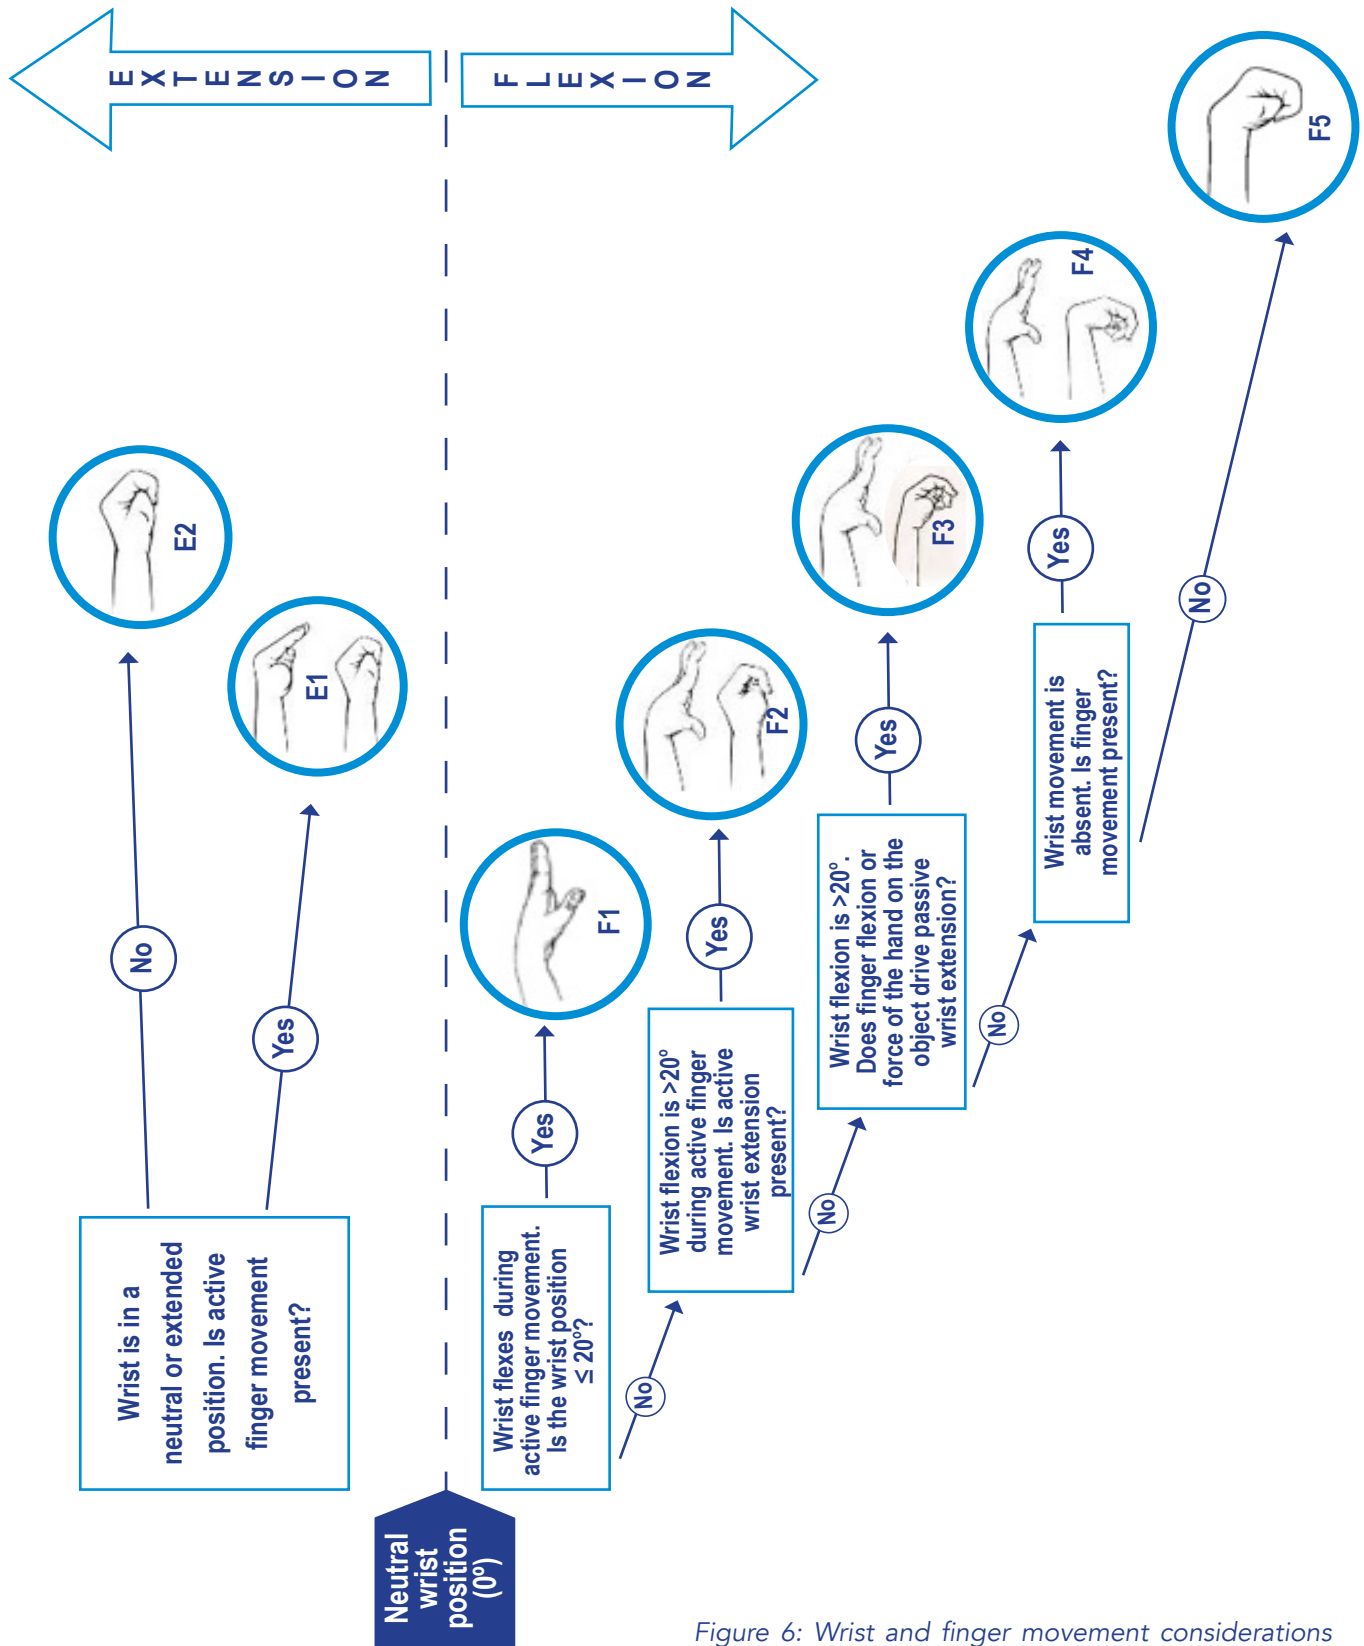 EXTENSION
FLEXION
Wrist is in a
neutral or extended
position. Is active
finger movement
present?
No
Yes
E2
E1
Neutral
wrist
position
(0º)
Wrist flexes during
active finger movement.
Is the wrist position
≤ 20º?
Yes
F1
No
Wrist flexion is >20º
during active finger
movement. Is active
wrist extension
present?
Yes
F2
No
Wrist flexion is >20º.
Does finger flexion or
force of the hand on the
object drive passive
wrist extension?
Yes
F3
No
Wrist movement is
absent. Is finger
movement present?
Yes
F4
No
F5
Figure 6: Wrist and finger movement considerations